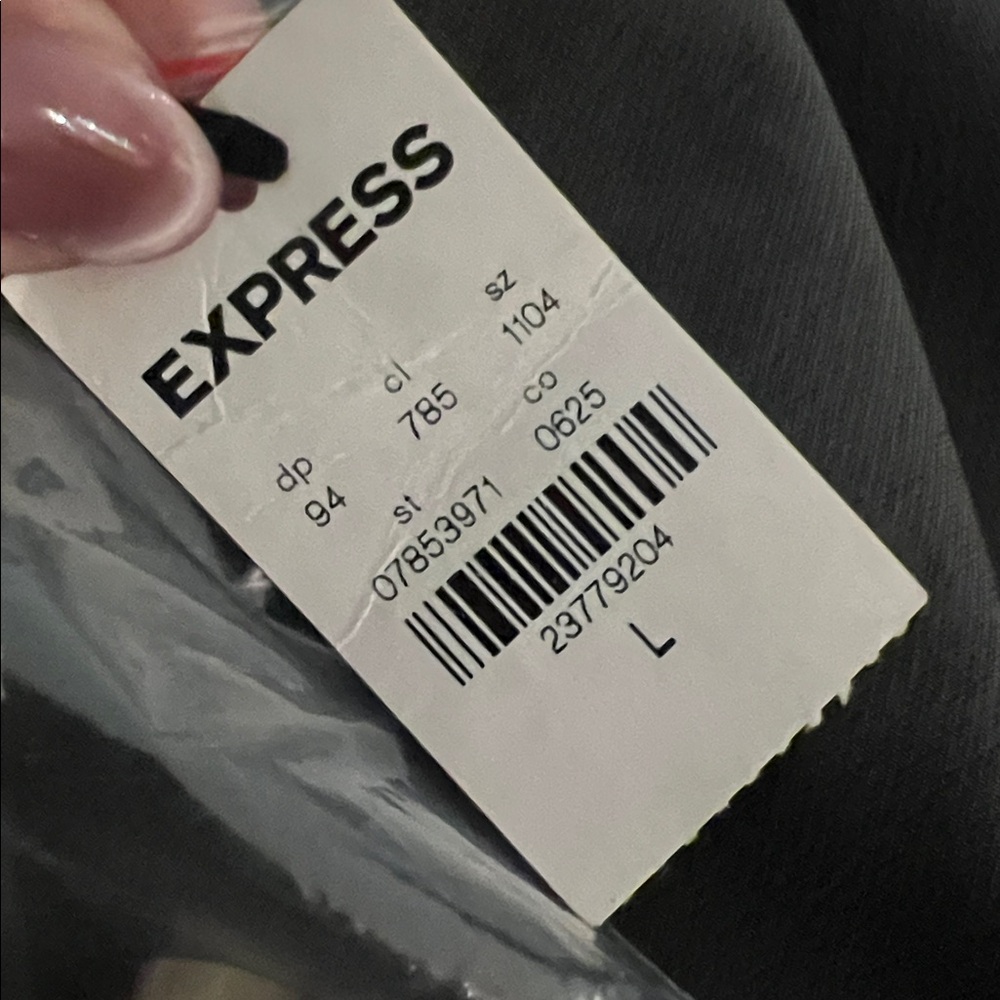 EXPRESS
dp cl sz
94 785 1104
st co
07853971 0625
23779204
L